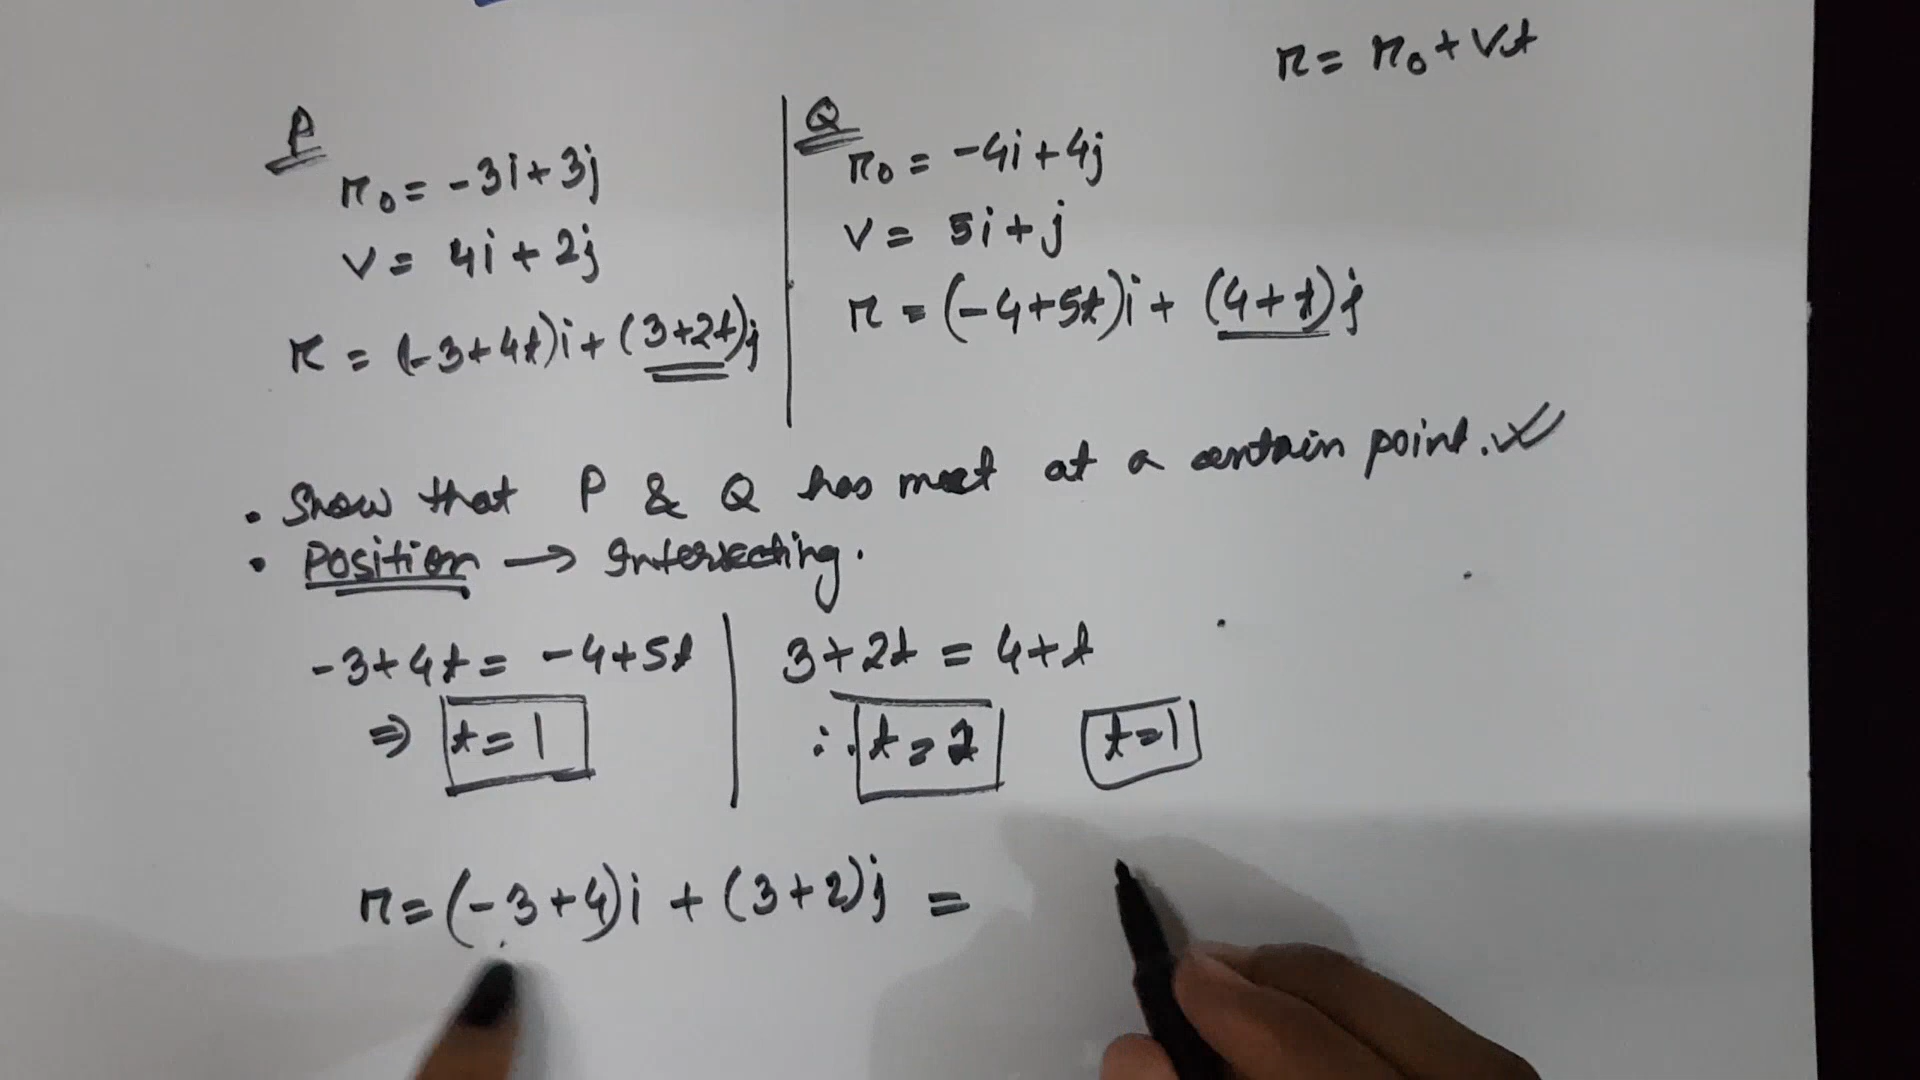 r = r₀ + vt
P
r₀ = -3i + 3j
v = 4i + 2j
r = (-3+4t)i + (3+2t)j
Q
r₀ = -4i + 4j
v = 5i + j
r = (-4+5t)i + (4+t)j
• Show that P & Q has meet at a certain point.
• Position → Intersecting.
-3+4t = -4+5t
⇒ t = 1
3+2t = 4+t
∴ t = 1
t = 1
r = (-3+4)i + (3+2)j =